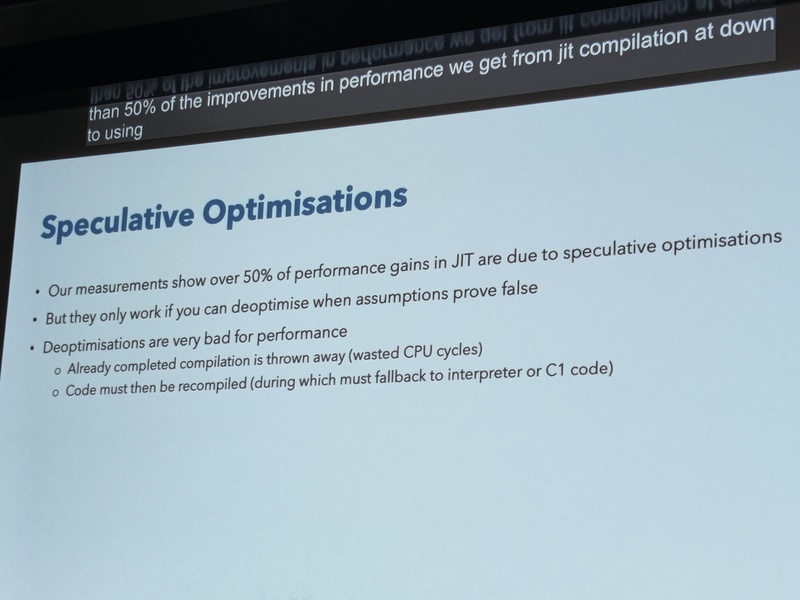 than 50% of the improvements in performance we get from jit compilation at down
to using
Speculative Optimisations
• Our measurements show over 50% of performance gains in JIT are due to speculative optimisations
• But they only work if you can deoptimise when assumptions prove false
• Deoptimisations are very bad for performance
o Already completed compilation is thrown away (wasted CPU cycles)
o Code must then be recompiled (during which must fallback to interpreter or C1 code)